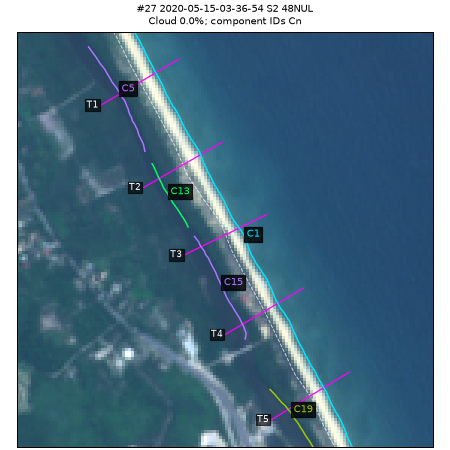 #27 2020-05-15-03-36-54 S2 48NUL
Cloud 0.0%; component IDs Cn
C5
T1
T2
C13
C1
T3
C15
T4
C19
T5